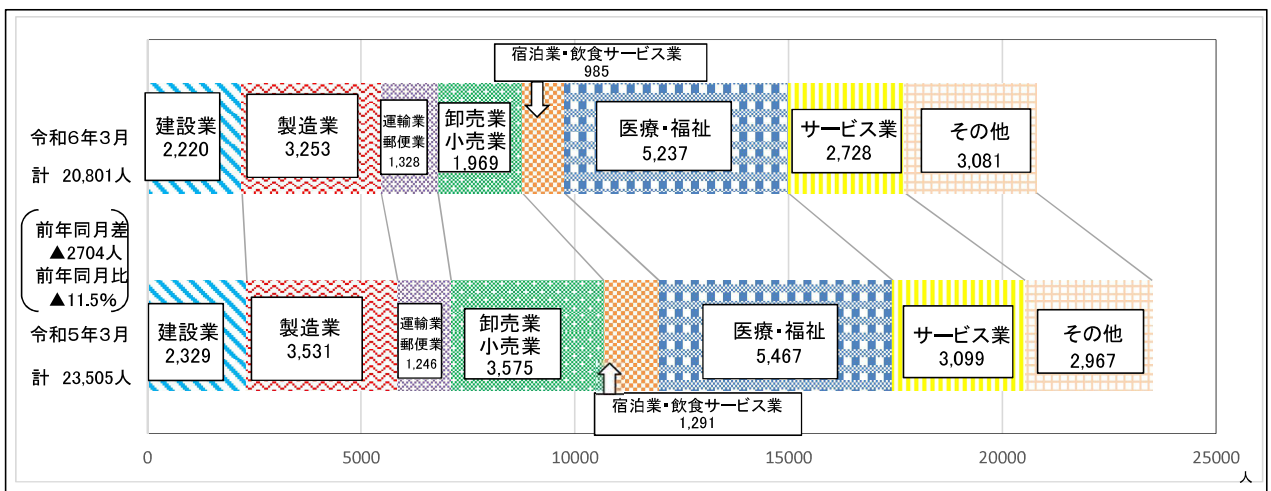 宿泊業・飲食サービス業
985
令和6年3月
計 20,801人
建設業
2,220
製造業
3,253
運輸業
郵便業
1,328
卸売業
小売業
1,969
医療・福祉
5,237
サービス業
2,728
その他
3,081
前年同月差
▲2704人
前年同月比
▲11.5%
令和5年3月
計 23,505人
建設業
2,329
製造業
3,531
運輸業
郵便業
1,246
卸売業
小売業
3,575
医療・福祉
5,467
サービス業
3,099
その他
2,967
宿泊業・飲食サービス業
1,291
0 5000 10000 15000 20000 25000
人